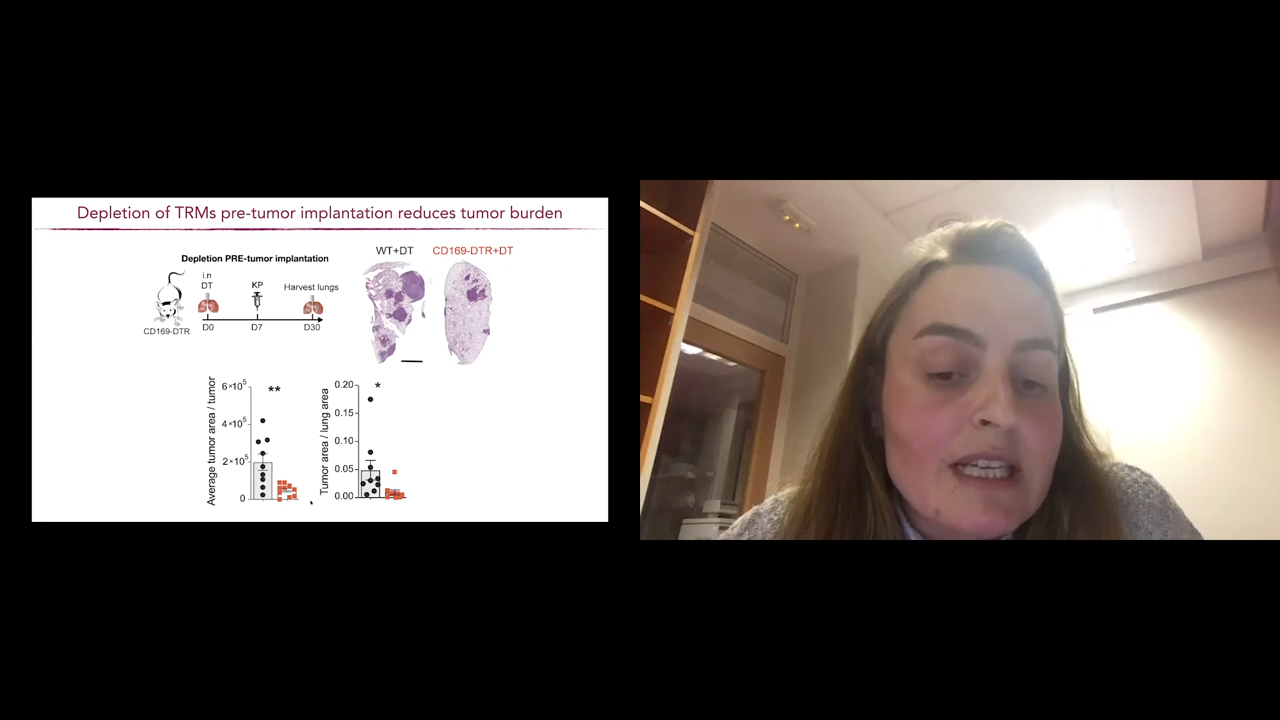 Depletion of TRMs pre-tumor implantation reduces tumor burden
Depletion PRE-tumor implantation
i.n
DT
KP
Harvest lungs
D0
D7
D30
CD169-DTR
WT+DT
CD169-DTR+DT
Average tumor area / tumor
6×10⁵
4×10⁵
2×10⁵
0
**
Tumor area / lung area
0.20
0.15
0.10
0.05
0.00
*